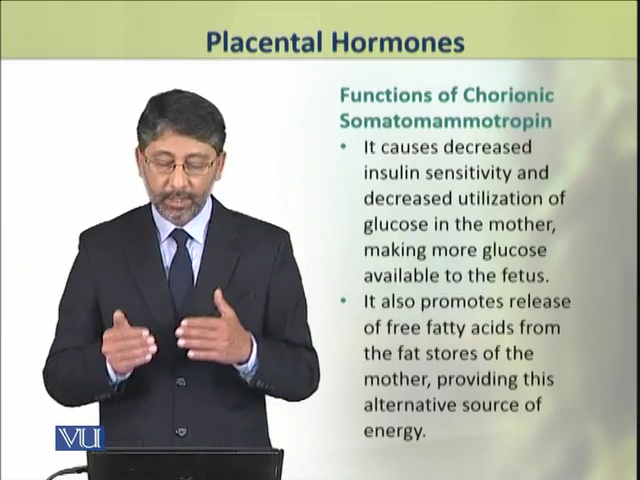 Placental Hormones
Functions of Chorionic
Somatomammotropin
• It causes decreased
insulin sensitivity and
decreased utilization of
glucose in the mother,
making more glucose
available to the fetus.
• It also promotes release
of free fatty acids from
the fat stores of the
mother, providing this
alternative source of
energy.
VU